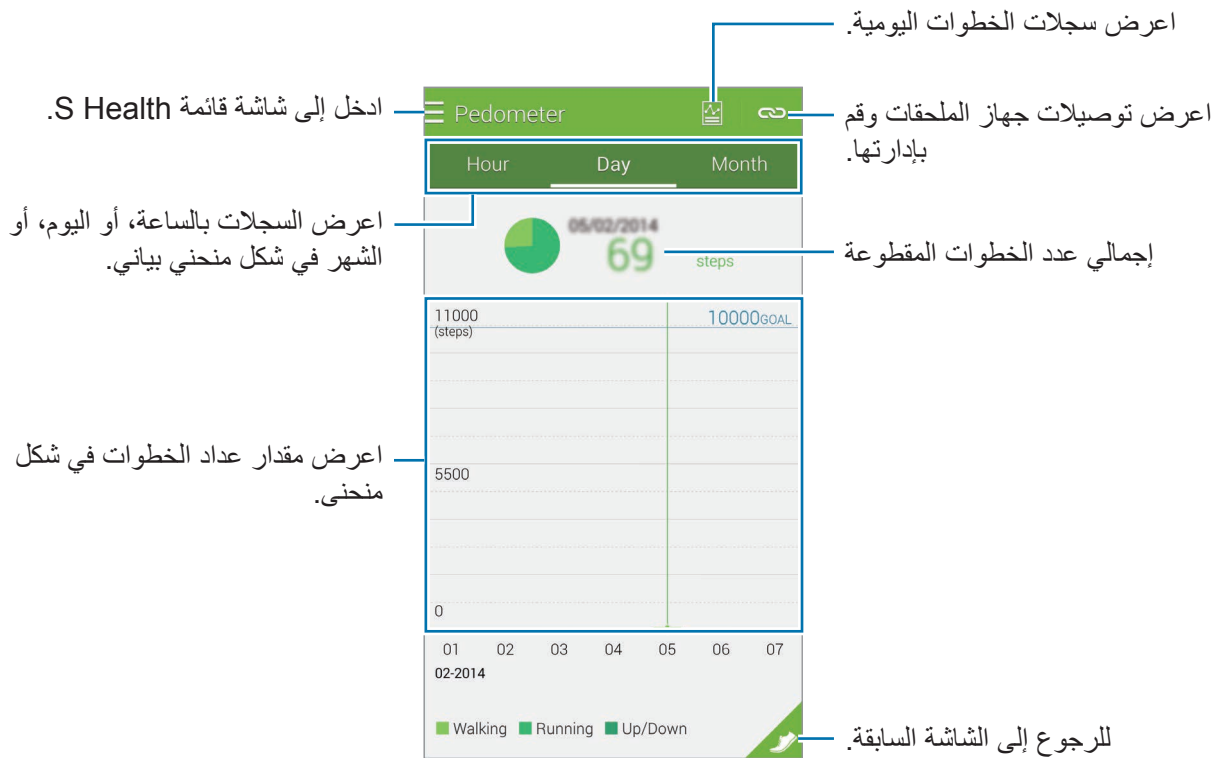 اعرض سجلات الخطوات اليومية.
ادخل إلى شاشة قائمة S Health.
Pedometer
اعرض توصيلات جهاز الملحقات وقم
بإدارتها.
Hour Day Month
اعرض السجلات بالساعة، أو اليوم، أو
الشهر في شكل منحني بياني.
05/02/2014
69 steps
إجمالي عدد الخطوات المقطوعة
11000
(steps)
10000GOAL
اعرض مقدار عداد الخطوات في شكل
منحنى.
5500
0
01 02 03 04 05 06 07
02-2014
Walking Running Up/Down
للرجوع إلى الشاشة السابقة.